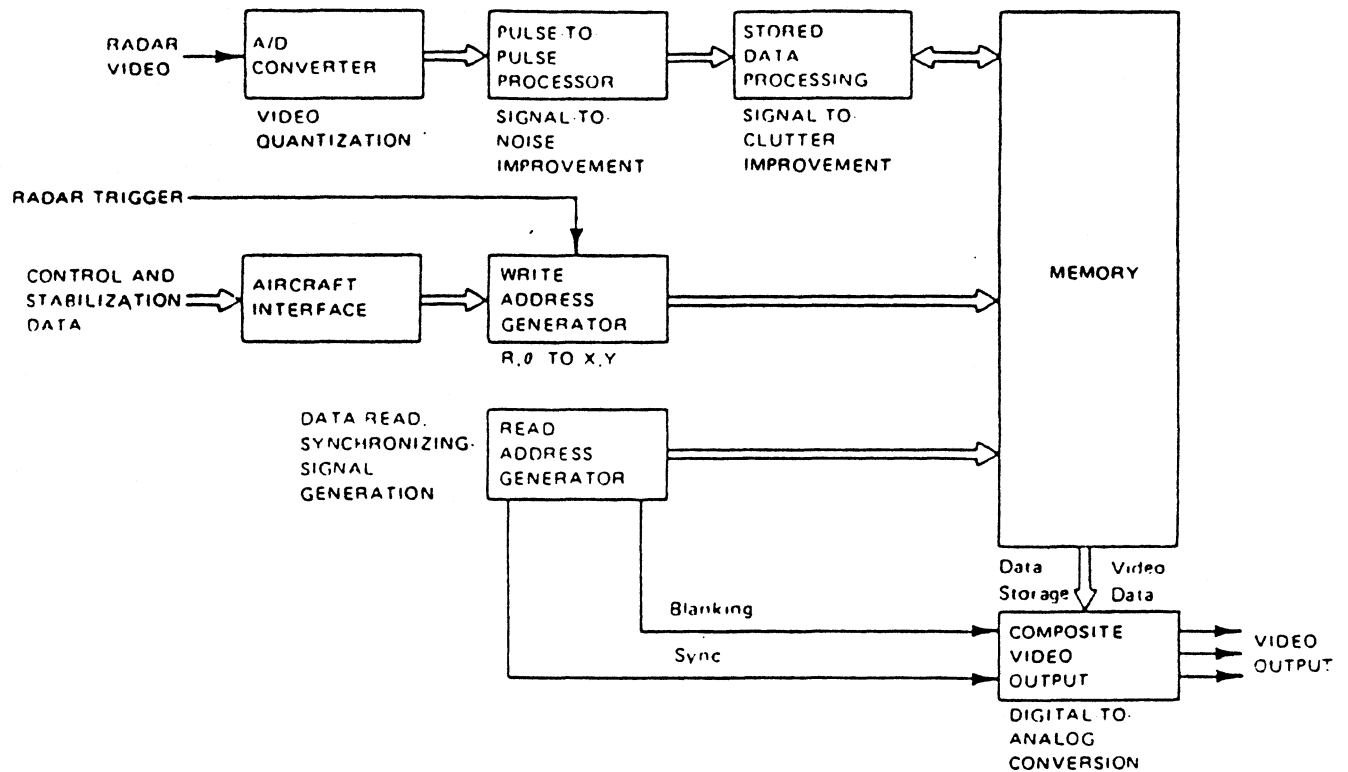 RADAR
VIDEO
A/D
CONVERTER
VIDEO
QUANTIZATION
PULSE-TO-
PULSE
PROCESSOR
SIGNAL-TO-
NOISE
IMPROVEMENT
STORED
DATA
PROCESSING
SIGNAL TO-
CLUTTER
IMPROVEMENT
MEMORY
RADAR TRIGGER
CONTROL AND
STABILIZATION
DATA
AIRCRAFT
INTERFACE
WRITE
ADDRESS
GENERATOR
R,θ TO X,Y
DATA READ,
SYNCHRONIZING-
SIGNAL
GENERATION
READ
ADDRESS
GENERATOR
Data
Storage
Video
Data
Blanking
Sync
COMPOSITE
VIDEO
OUTPUT
VIDEO
OUTPUT
DIGITAL-TO-
ANALOG
CONVERSION